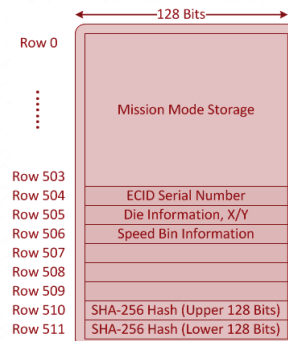 128 Bits
Row 0
Mission Mode Storage
Row 503
Row 504 ECID Serial Number
Row 505 Die Information, X/Y
Row 506 Speed Bin Information
Row 507
Row 508
Row 509
Row 510 SHA-256 Hash (Upper 128 Bits)
Row 511 SHA-256 Hash (Lower 128 Bits)